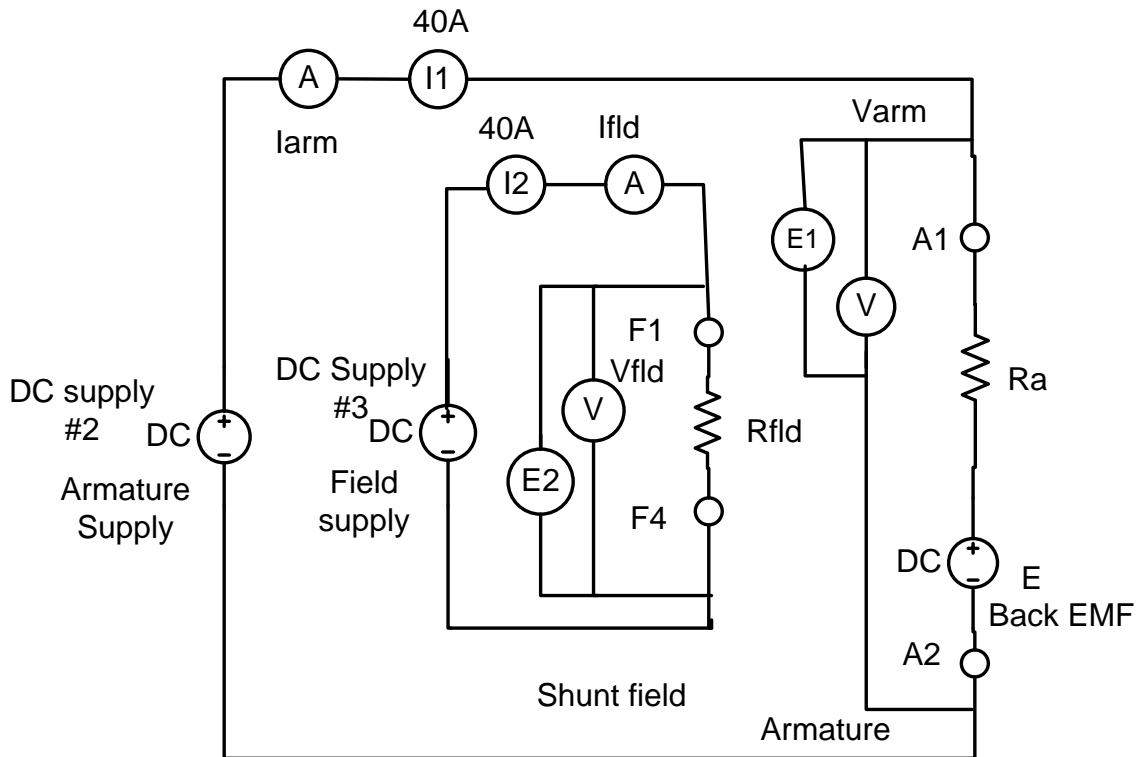 40A
A
I1
Iarm
40A
Ifld
I2
A
Varm
E1
A1
V
F1
Vfld
V
Rfld
Ra
DC supply
#2
DC
+
-
DC Supply
#3
DC
+
-
E2
Armature
Supply
Field
supply
F4
DC
+
-
E
Back EMF
A2
Shunt field
Armature